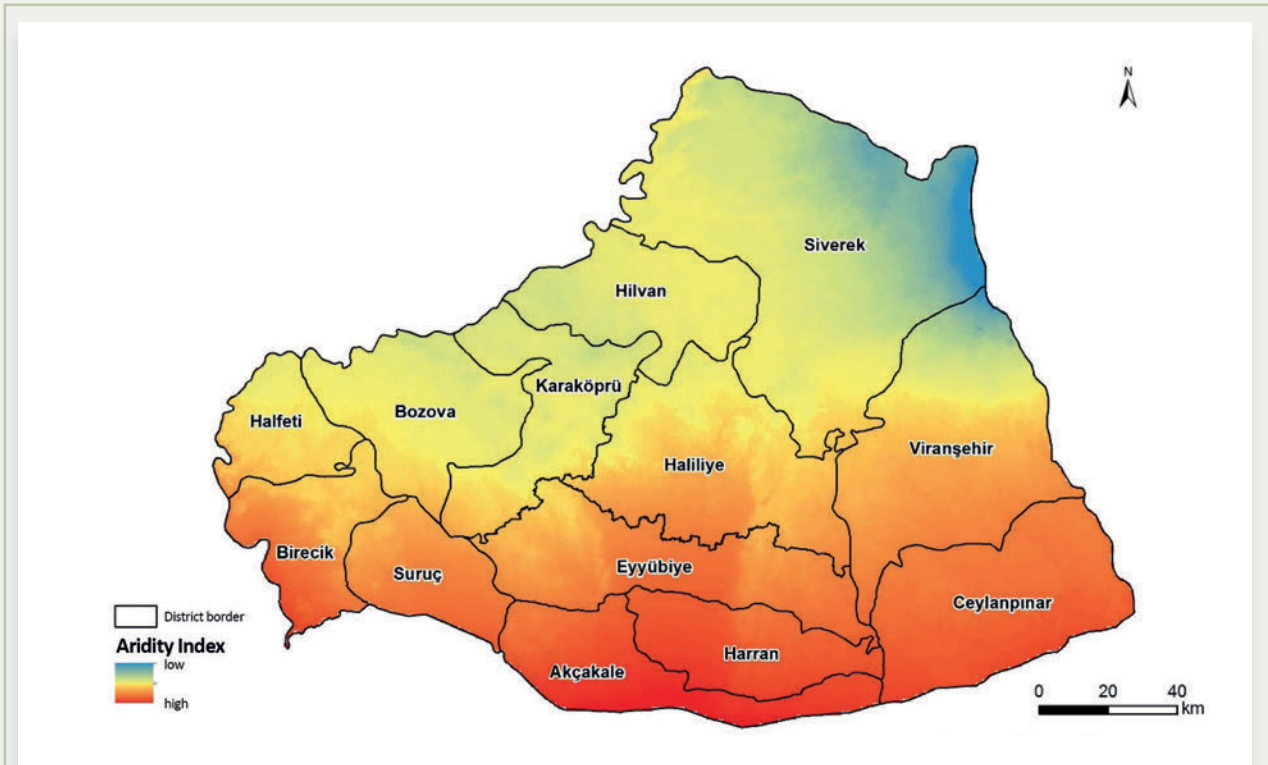 N
Siverek
Hilvan
Karaköprü
Bozova
Halfeti
Viranşehir
Haliliye
Birecik
Suruç
Eyyübiye
Ceylanpınar
Harran
Akçakale
District border
Aridity Index
low
high
0 20 40
km